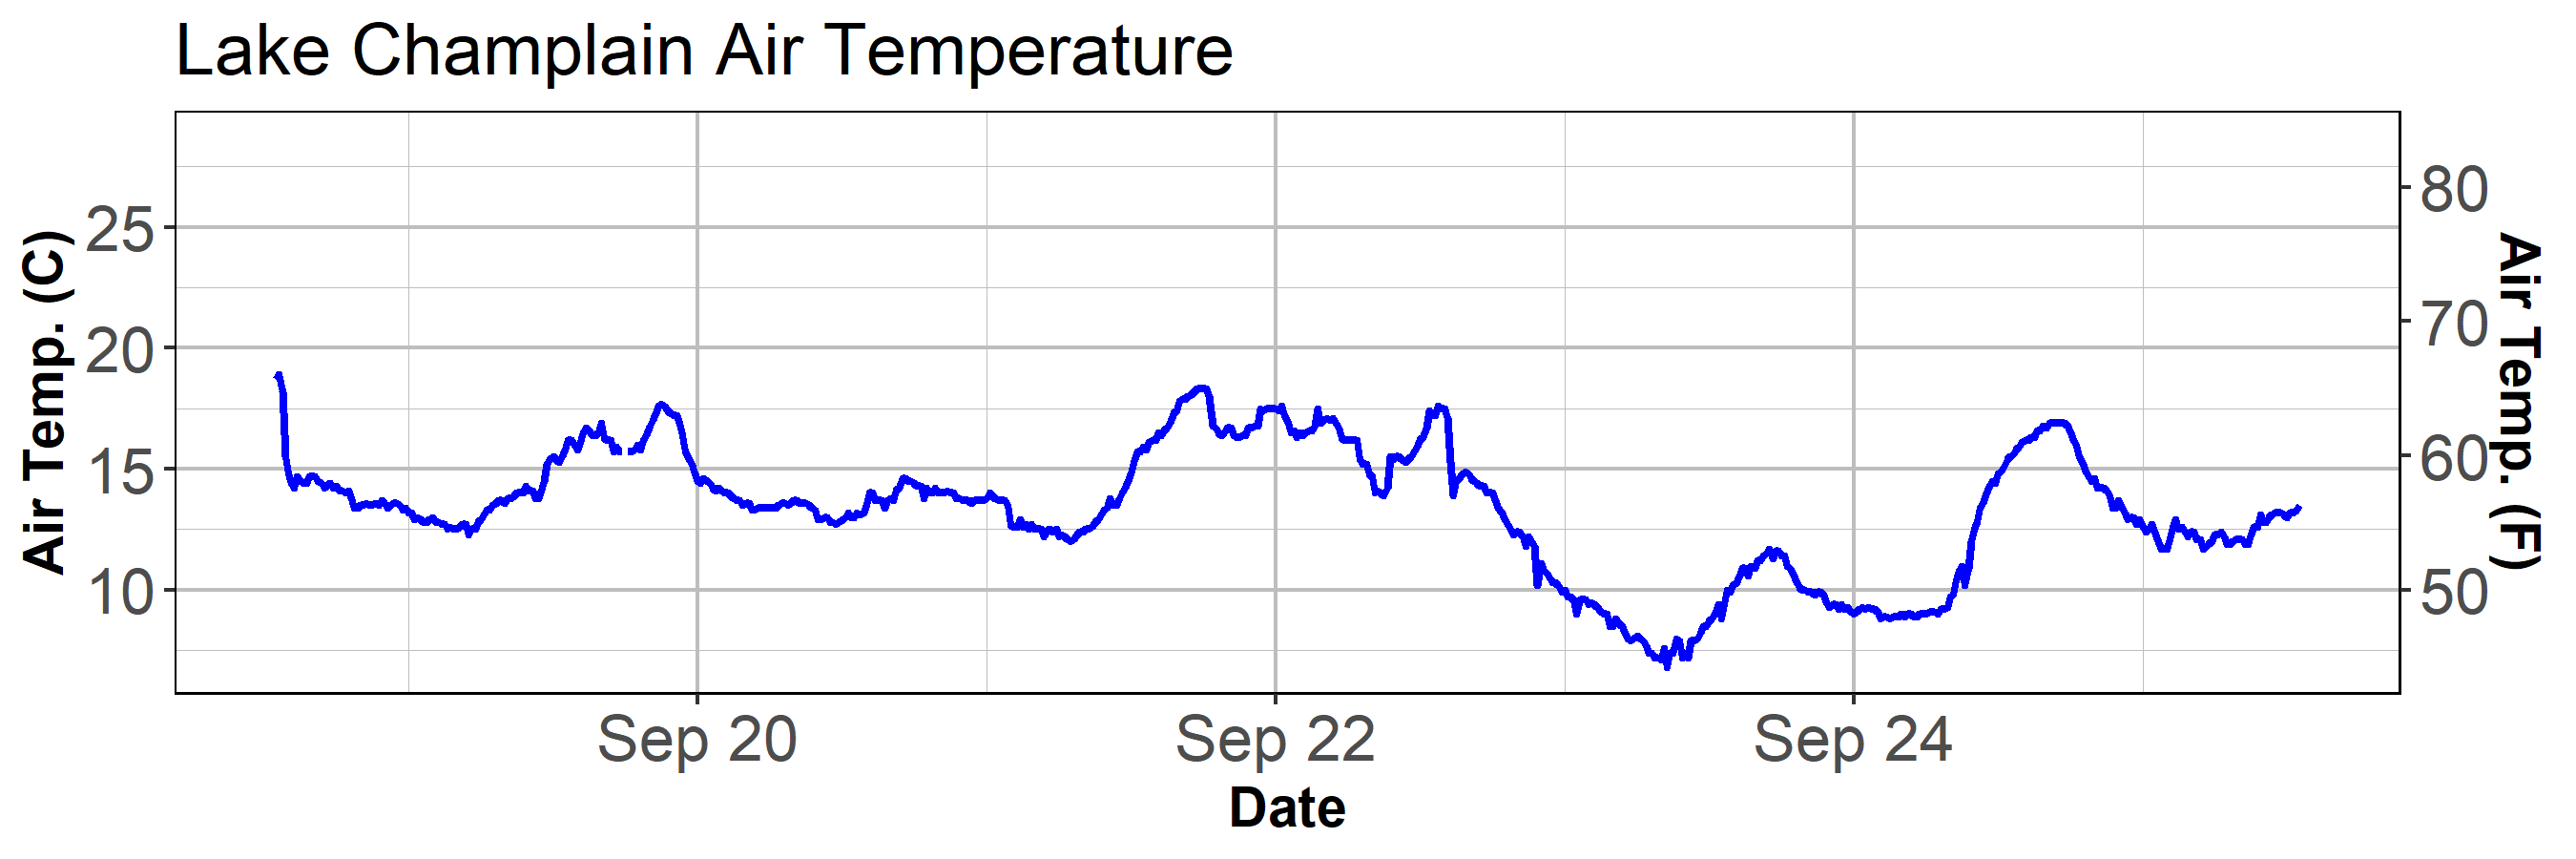 Lake Champlain Air Temperature
Air Temp. (C)
25
20
15
10
80
70
60
50
Air Temp. (F)
Sep 20
Sep 22
Sep 24
Date